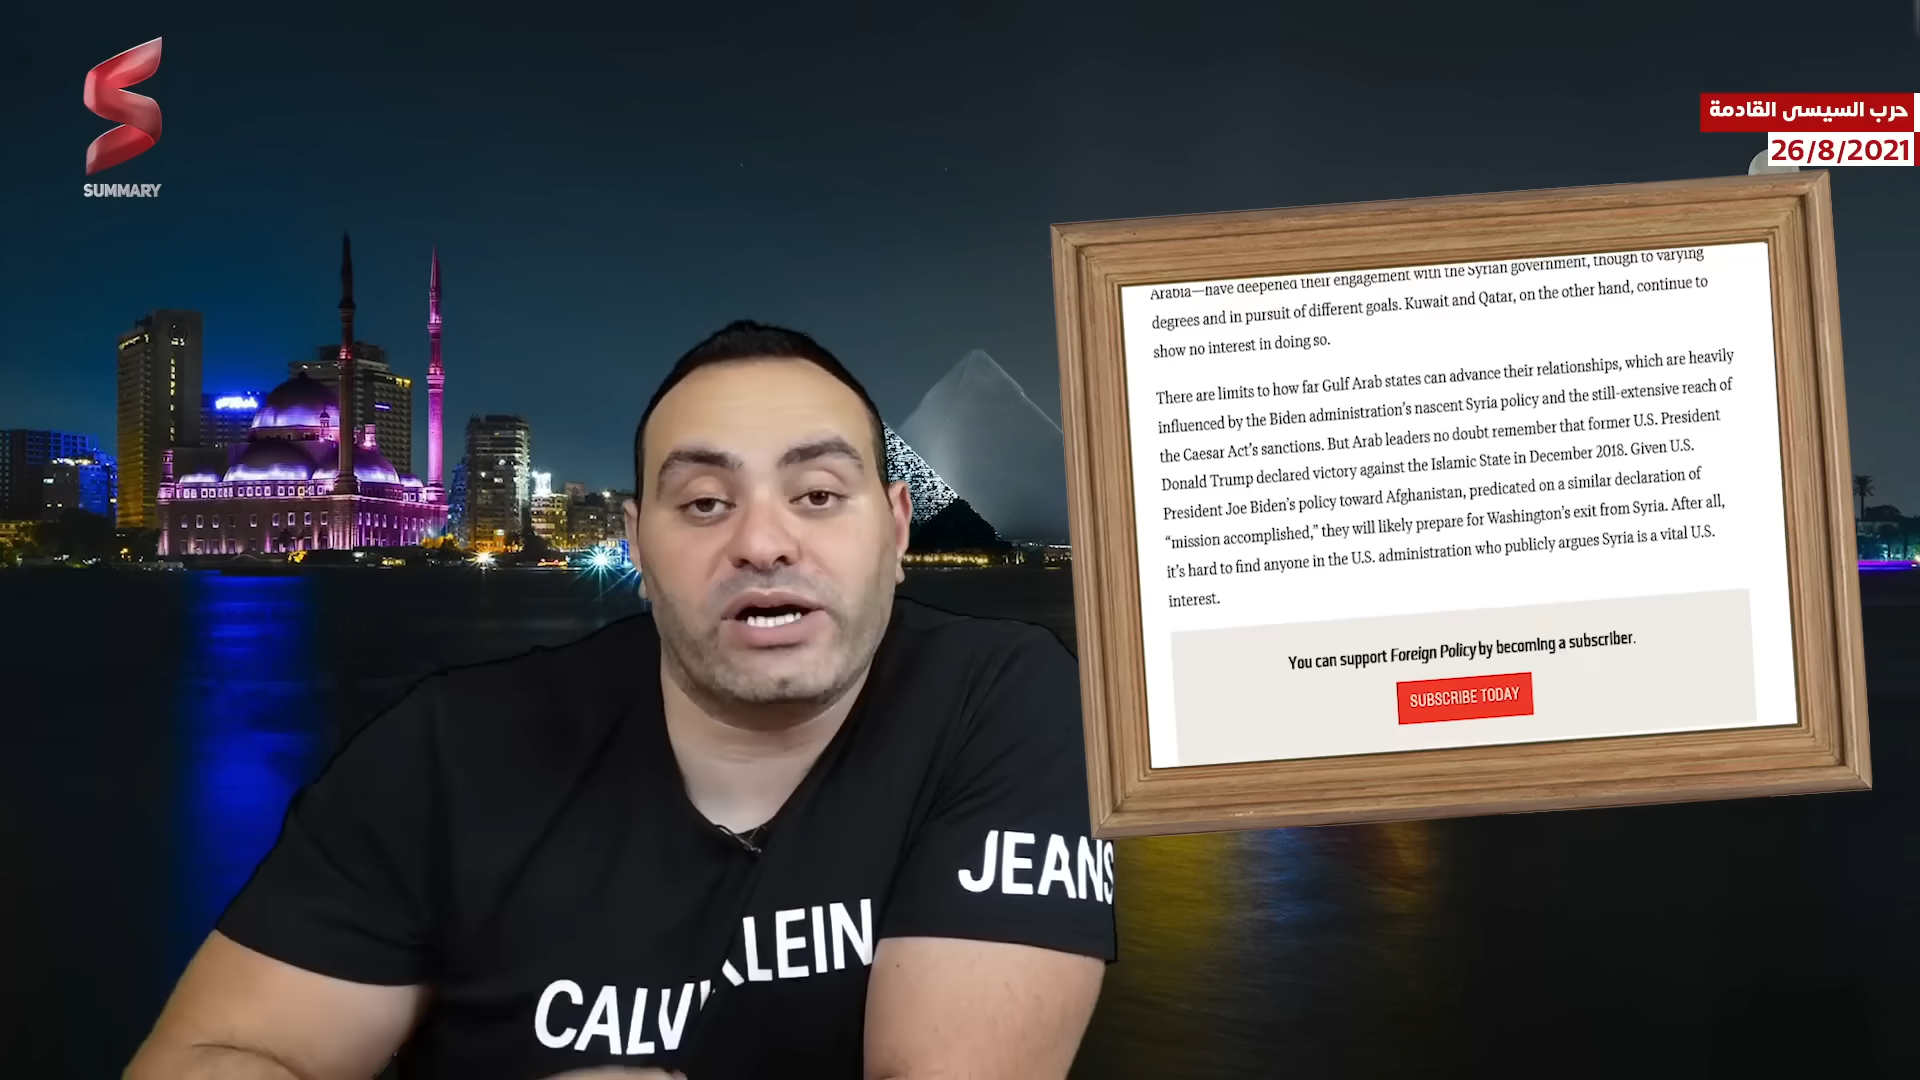 SUMMARY
حرب السيسى القادمة
26/8/2021
Arabia—have deepened their engagement with the Syrian government, though to varying
degrees and in pursuit of different goals. Kuwait and Qatar, on the other hand, continue to
show no interest in doing so.
There are limits to how far Gulf Arab states can advance their relationships, which are heavily
influenced by the Biden administration's nascent Syria policy and the still-extensive reach of
the Caesar Act's sanctions. But Arab leaders no doubt remember that former U.S. President
Donald Trump declared victory against the Islamic State in December 2018. Given U.S.
President Joe Biden's policy toward Afghanistan, predicated on a similar declaration of
“mission accomplished,” they will likely prepare for Washington's exit from Syria. After all,
it's hard to find anyone in the U.S. administration who publicly argues Syria is a vital U.S.
interest.
You can support Foreign Policy by becoming a subscriber.
SUBSCRIBE TODAY
JEANS
CALVIN KLEIN